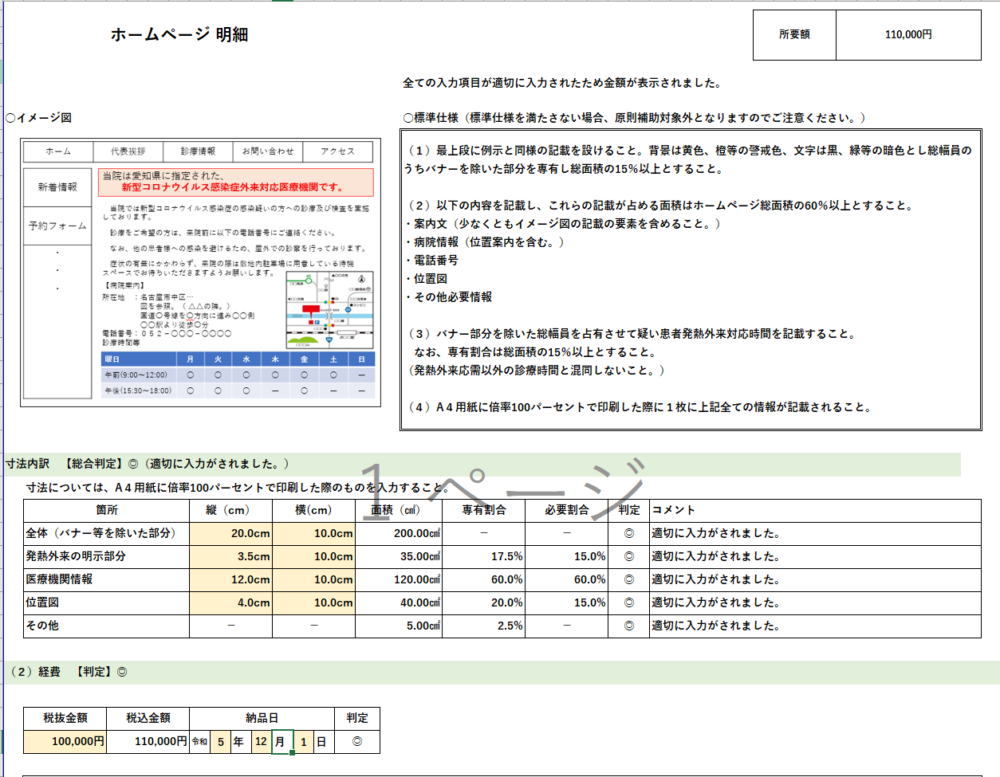 ホームページ 明細
所要額 110,000円
全ての入力項目が適切に入力されたため金額が表示されました。
○イメージ図
○標準仕様（標準仕様を満たさない場合、原則補助対象外となりますのでご注意ください。）
ホーム 代表挨拶 診療情報 お問い合わせ アクセス
新着情報
予約フォーム
・
・
・
当院は愛知県に指定された、
新型コロナウイルス感染症外来対応医療機関です。
当院では新型コロナウイルス感染症の感染疑いの方への診療及び検査を実施
しております。
診療をご希望の方は、来院前に以下の電話番号にご連絡ください。
なお、他の患者様への感染を避けるため、屋外での診察を行っております。
症状の有無にかかわらず、来院の際は敷地内駐車場に用意している待機
スペースでお待ちいただきますようお願いします。
【病院案内】
所在地 ：名古屋市中区…
図を参照。（△△の隣。）
国道○号線を○方向に進み○○側
○○駅より徒歩○分
電話番号：０５２－○○○－○○○○
診療時間等
曜日 月 火 水 木 金 土 日
午前(9:00～12:00) ○ ○ ○ ○ ○ ○ ―
午後(15:30～18:00) ○ ○ ○ ― ○ ― ―
（１）最上段に例示と同様の記載を設けること。背景は黄色、橙等の警戒色、文字は黒、緑等の暗色とし総幅員の
うちバナーを除いた部分を専有し総面積の15％以上とすること。
（２）以下の内容を記載し、これらの記載が占める面積はホームページ総面積の60％以上とすること。
・案内文（少なくともイメージ図の記載の要素を含めること。）
・病院情報（位置案内を含む。）
・電話番号
・位置図
・その他必要情報
（３）バナー部分を除いた総幅員を占有させて疑い患者発熱外来対応時間を記載すること。
なお、専有割合は総面積の15％以上とすること。
（発熱外来応需以外の診療時間と混同しないこと。）
（４）A４用紙に倍率100パーセントで印刷した際に１枚に上記全ての情報が記載されること。
寸法内訳 【総合判定】◎（適切に入力がされました。）
1 ページ
寸法については、A４用紙に倍率100パーセントで印刷した際のものを入力すること。
箇所 縦（cm） 横(cm) 面積（㎠） 専有割合 必要割合 判定 コメント
全体（バナー等を除いた部分） 20.0cm 10.0cm 200.00㎠ ― ― ◎ 適切に入力がされました。
発熱外来の明示部分 3.5cm 10.0cm 35.00㎠ 17.5% 15.0% ◎ 適切に入力がされました。
医療機関情報 12.0cm 10.0cm 120.00㎠ 60.0% 60.0% ◎ 適切に入力がされました。
位置図 4.0cm 10.0cm 40.00㎠ 20.0% 15.0% ◎ 適切に入力がされました。
その他 ― ― 5.00㎠ 2.5% ― ◎ 適切に入力がされました。
（２）経費 【判定】◎
税抜金額 税込金額 納品日 判定
100,000円 110,000円 令和 5 年 12 月 1 日 ◎